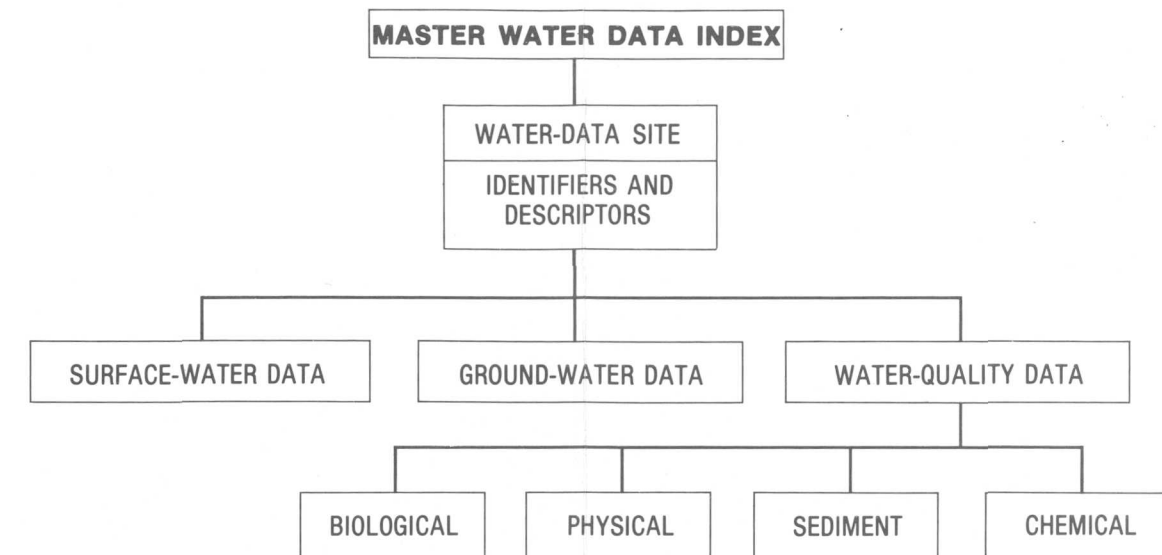 MASTER WATER DATA INDEX
WATER-DATA SITE
IDENTIFIERS AND
DESCRIPTORS
SURFACE-WATER DATA
GROUND-WATER DATA
WATER-QUALITY DATA
BIOLOGICAL
PHYSICAL
SEDIMENT
CHEMICAL